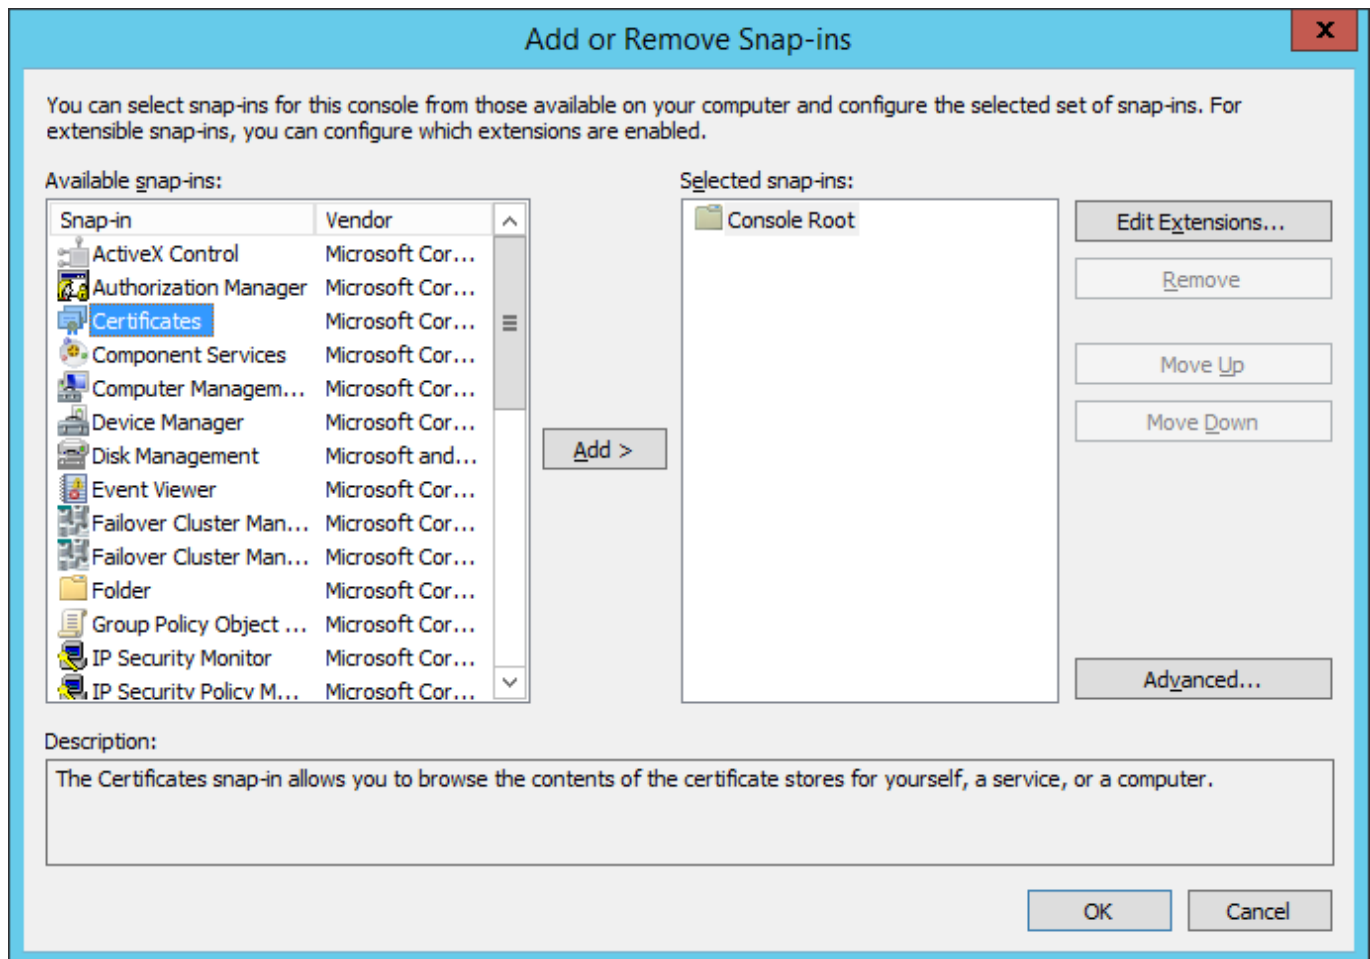 Add or Remove Snap-ins
x
You can select snap-ins for this console from those available on your computer and configure the selected set of snap-ins. For
extensible snap-ins, you can configure which extensions are enabled.
Available snap-ins:
Snap-in Vendor
ActiveX Control Microsoft Cor...
Authorization Manager Microsoft Cor...
Certificates Microsoft Cor...
Component Services Microsoft Cor...
Computer Managem... Microsoft Cor...
Device Manager Microsoft Cor...
Disk Management Microsoft and...
Event Viewer Microsoft Cor...
Failover Cluster Man... Microsoft Cor...
Failover Cluster Man... Microsoft Cor...
Folder Microsoft Cor...
Group Policy Object ... Microsoft Cor...
IP Security Monitor Microsoft Cor...
IP Security Policy M... Microsoft Cor...
Add >
Selected snap-ins:
Console Root
Edit Extensions...
Remove
Move Up
Move Down
Advanced...
Description:
The Certificates snap-in allows you to browse the contents of the certificate stores for yourself, a service, or a computer.
OK
Cancel